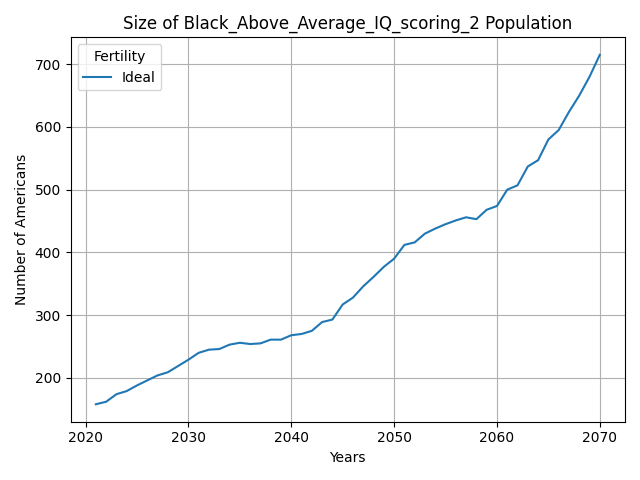 Size of Black_Above_Average_IQ_scoring_2 Population
Fertility
Ideal
Number of Americans
700
600
500
400
300
200
2020 2030 2040 2050 2060 2070
Years